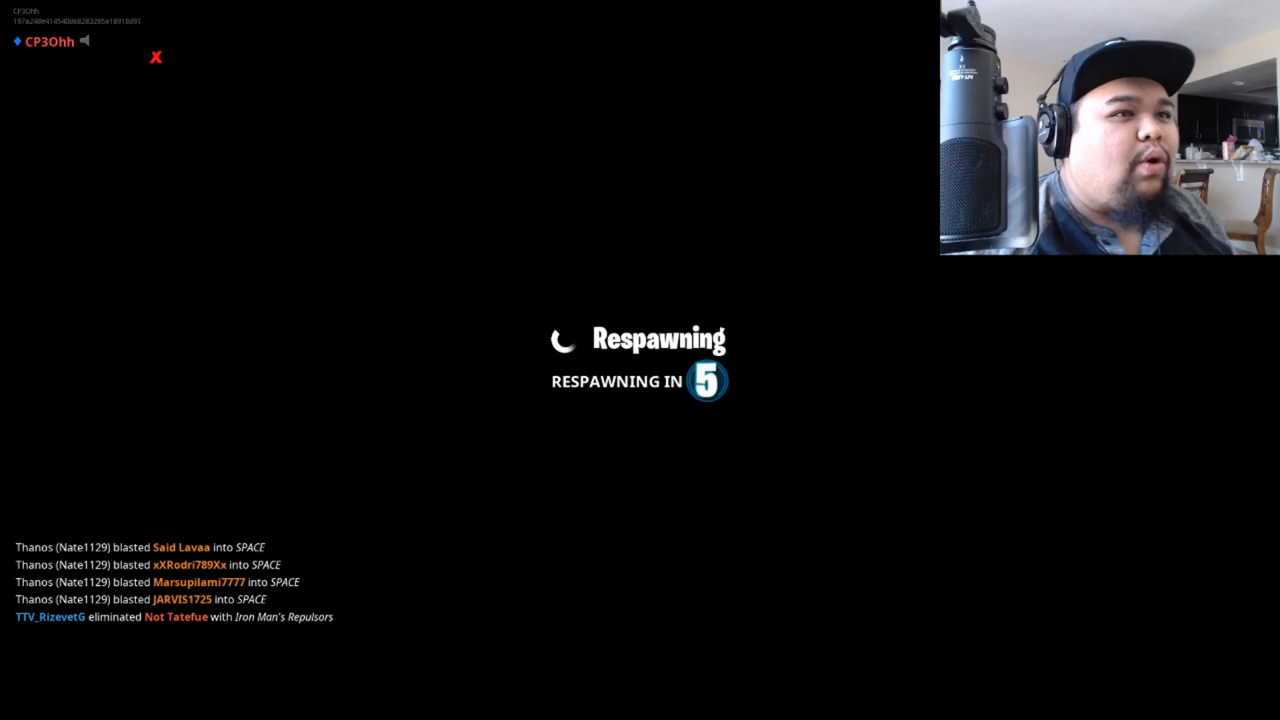 CP3Ohh
CP3Ohh
X
Respawning
RESPAWNING IN 5
Thanos (Nate1129) blasted Said Lavaa into SPACE
Thanos (Nate1129) blasted xXRodri789Xx into SPACE
Thanos (Nate1129) blasted Marsupilami7777 into SPACE
Thanos (Nate1129) blasted JARVIS1725 into SPACE
TTV_RizevetG eliminated Not Tatefue with Iron Man's Repulsors